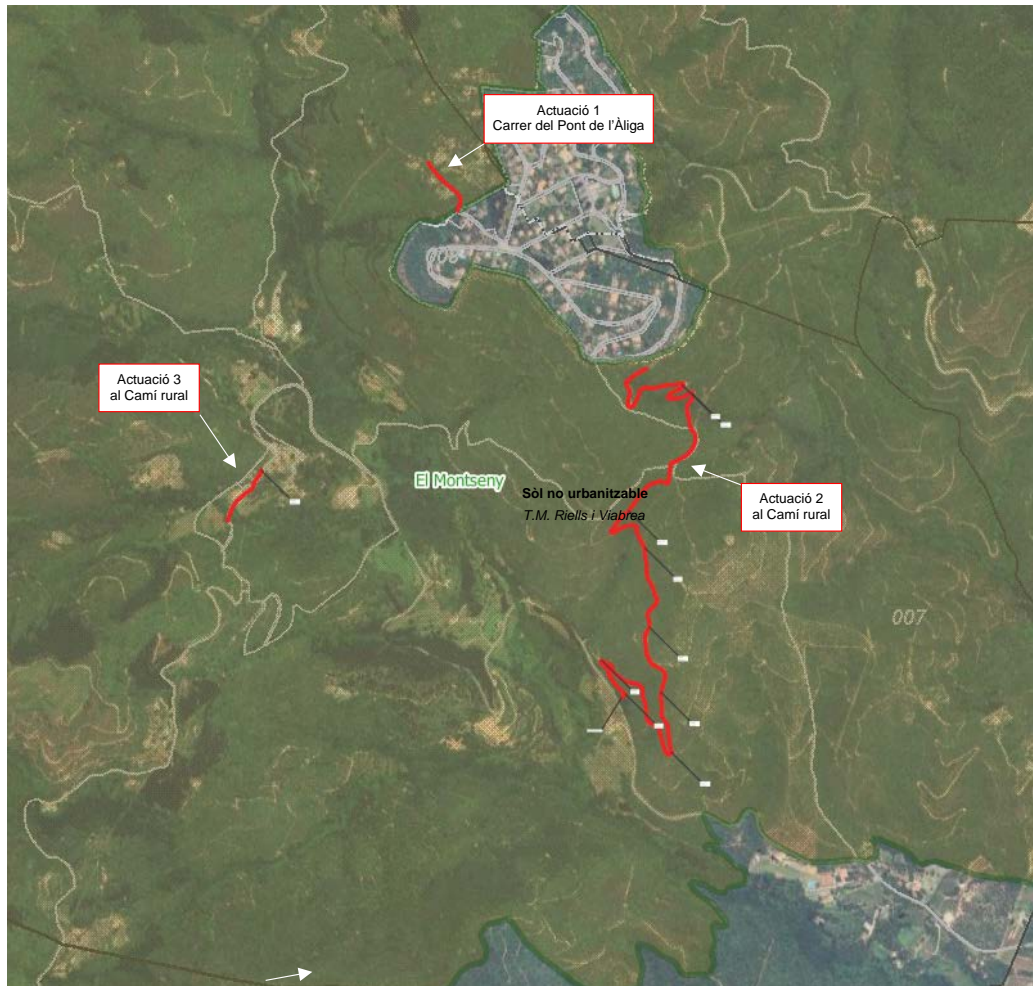 Actuació 1
Carrer del Pont de l'Àliga
008
Actuació 3
al Camí rural
El Montseny
Sòl no urbanitzable
T.M. Riells i Viabrea
Actuació 2
al Camí rural
007